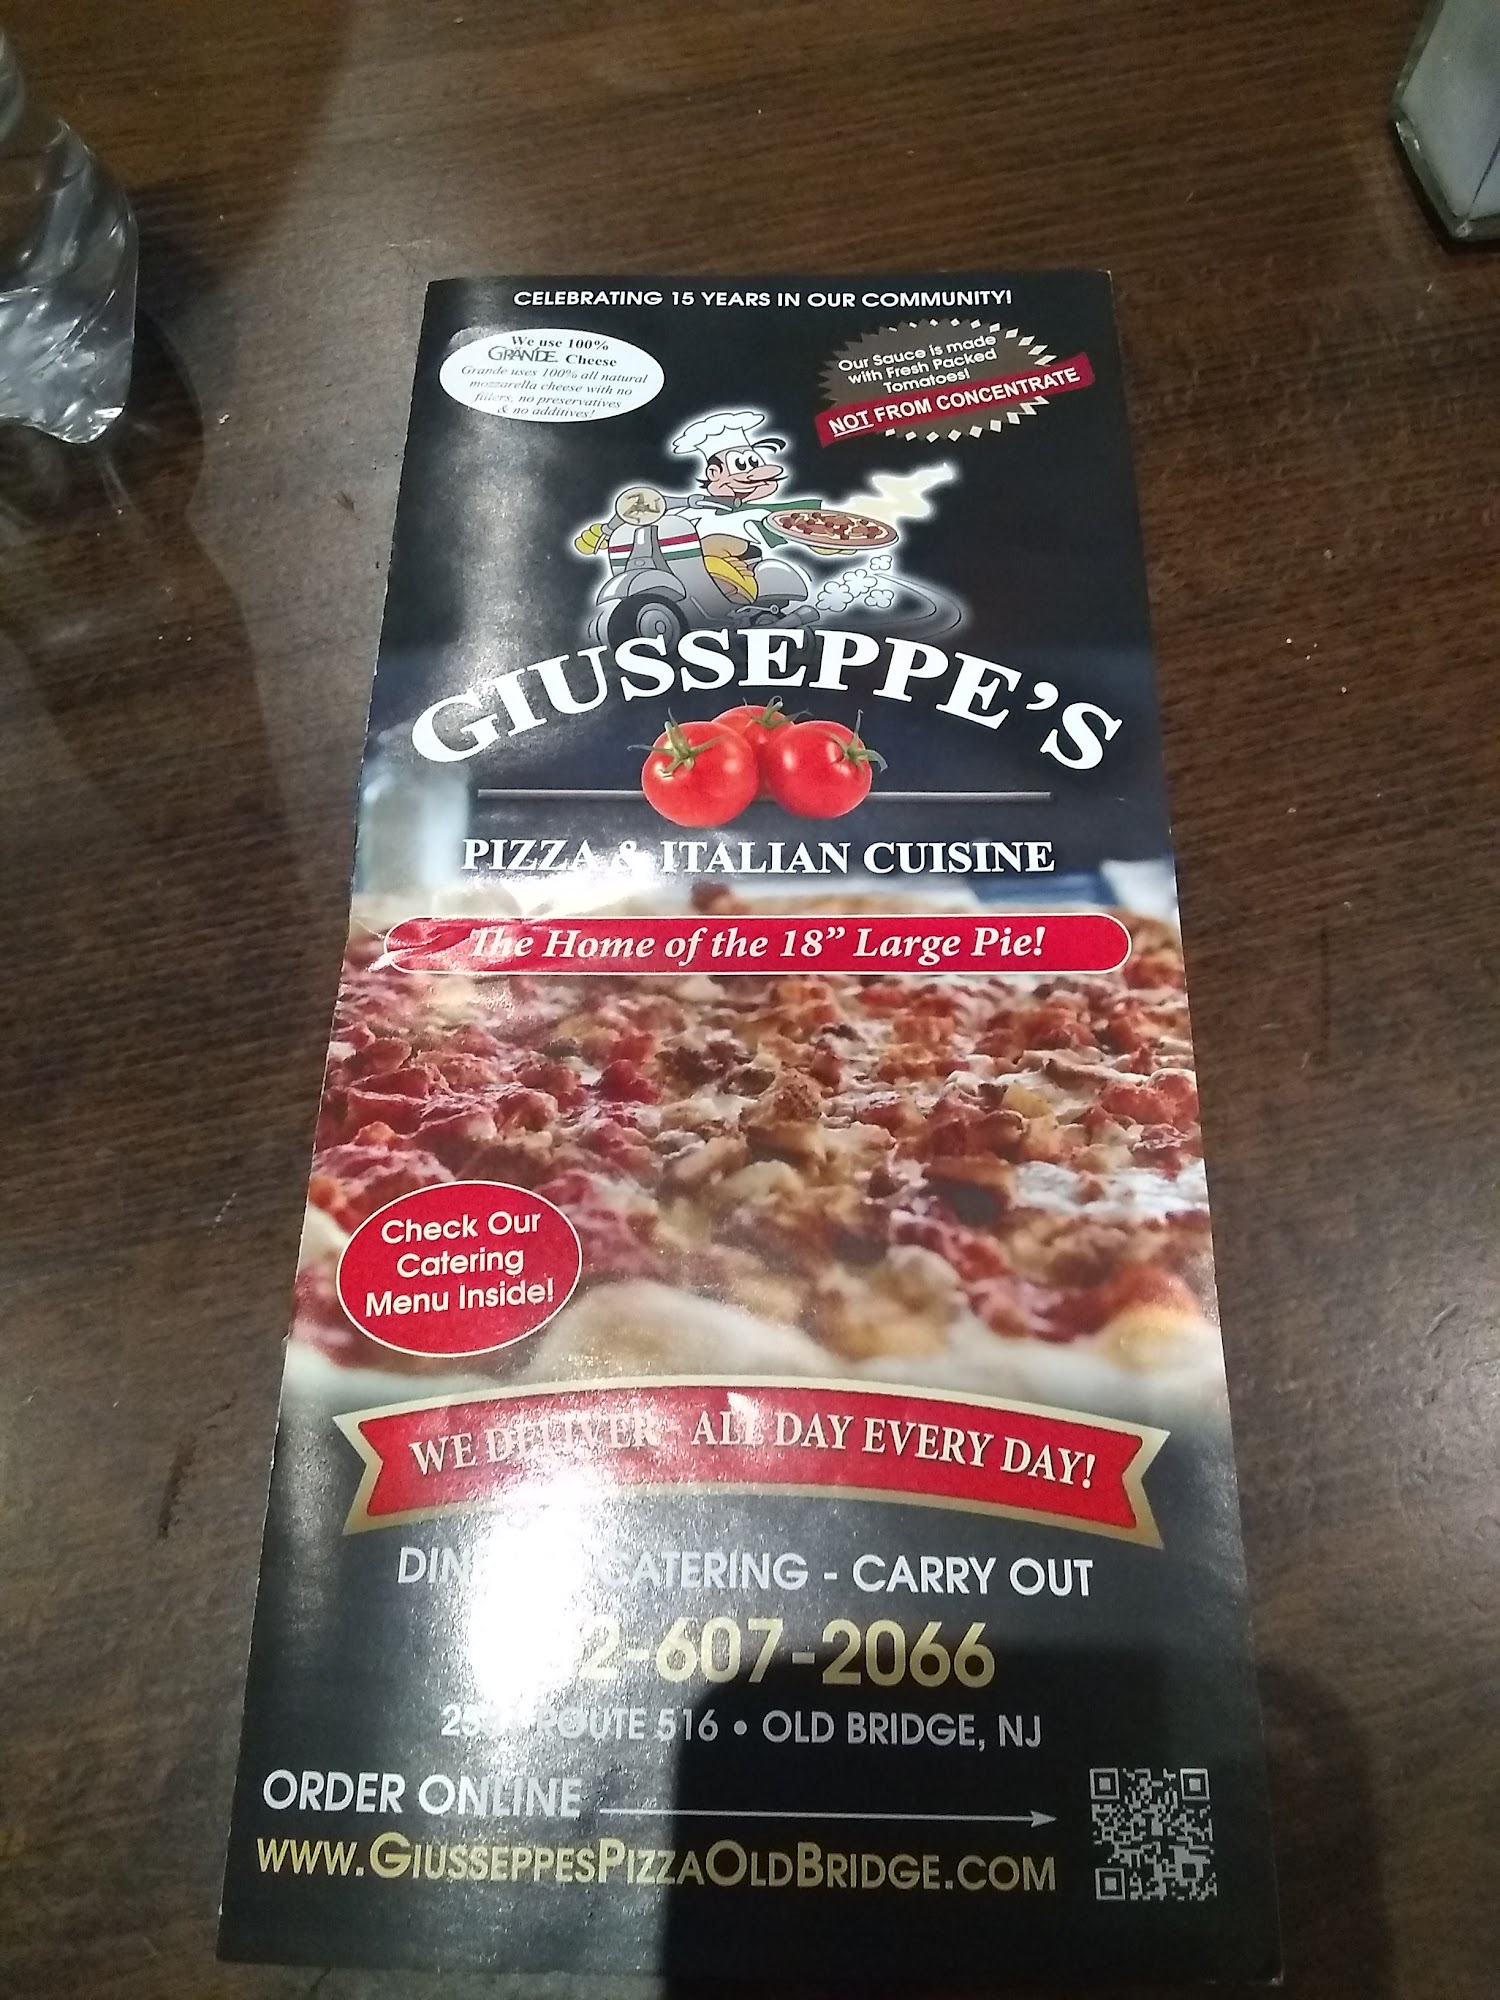 CELEBRATING 15 YEARS IN OUR COMMUNITY!
We use 100%
GRANDE Cheese
Grande uses 100% all natural
mozzarella cheese with no
fillers, no preservatives
& no additives!
Our Sauce is made
with Fresh Packed
Tomatoes!
NOT FROM CONCENTRATE
GIUSSEPPE'S
PIZZA & ITALIAN CUISINE
The Home of the 18" Large Pie!
Check Our
Catering
Menu Inside!
WE DELIVER - ALL DAY EVERY DAY!
CATERING - CARRY OUT
2-607-2066
ROUTE 516 • OLD BRIDGE, NJ
ORDER ONLINE
WWW.GIUSSEPPESPIZZAOLDBRIDGE.COM